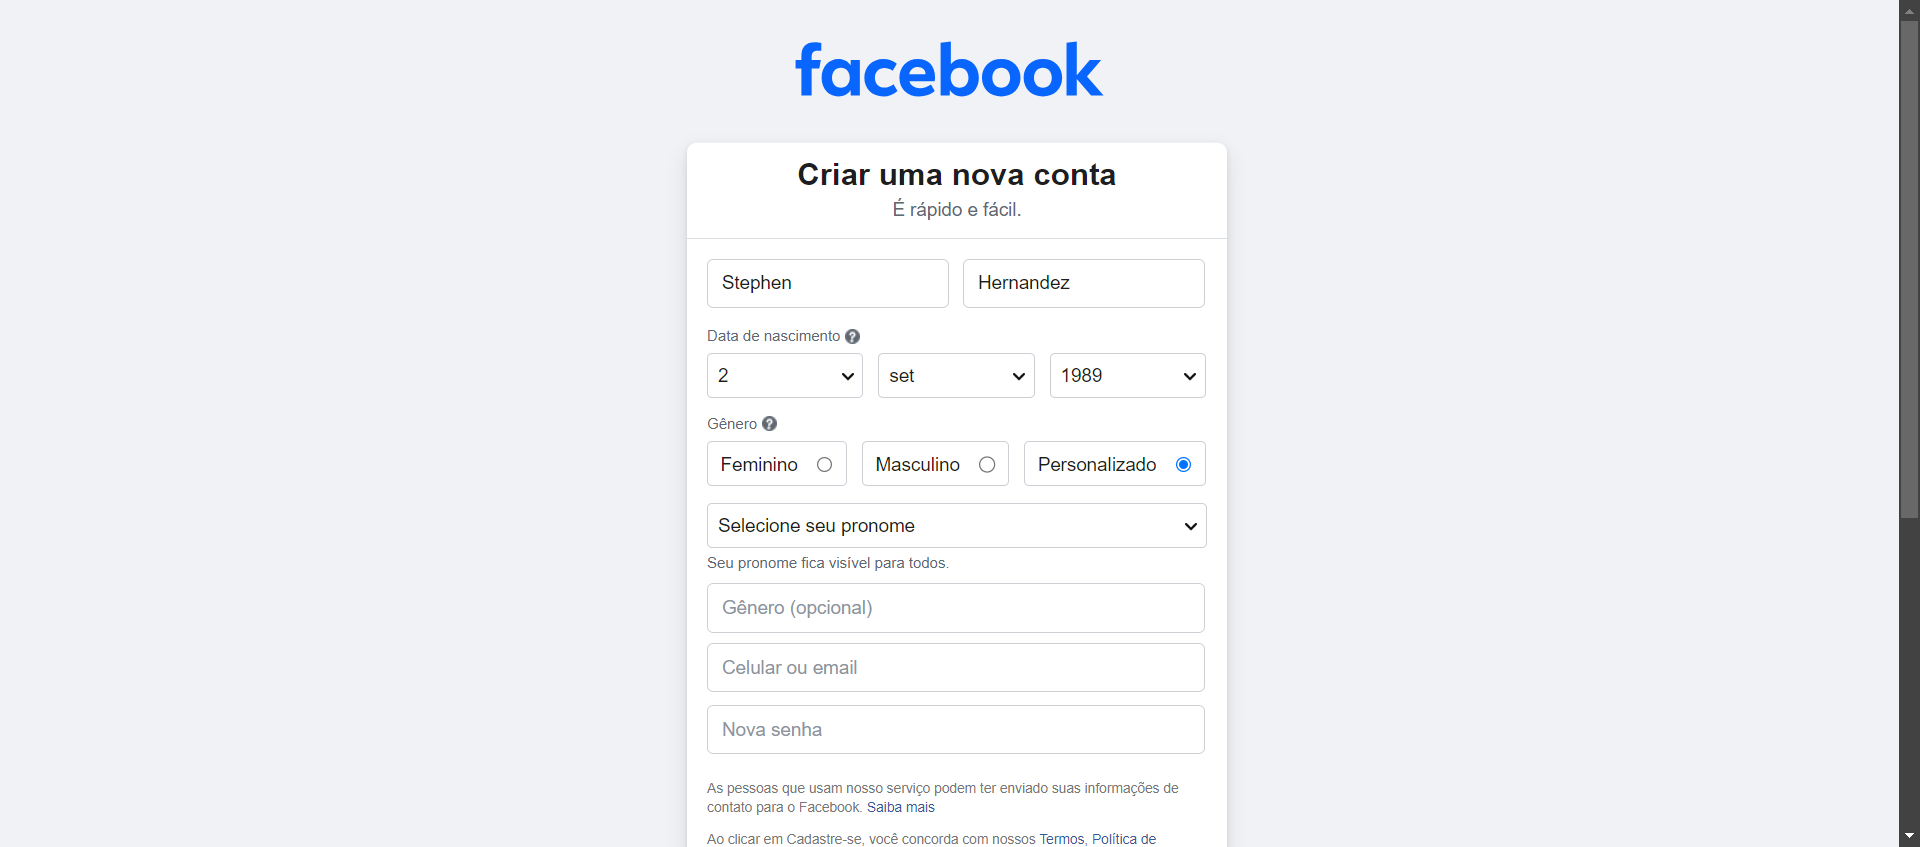 facebook
Criar uma nova conta
É rápido e fácil.
Stephen Hernandez
Data de nascimento ?
2 set 1989
Gênero ?
Feminino Masculino Personalizado
Selecione seu pronome
Seu pronome fica visível para todos.
Gênero (opcional)
Celular ou email
Nova senha
As pessoas que usam nosso serviço podem ter enviado suas informações de
contato para o Facebook. Saiba mais
Ao clicar em Cadastre-se, você concorda com nossos Termos, Política de